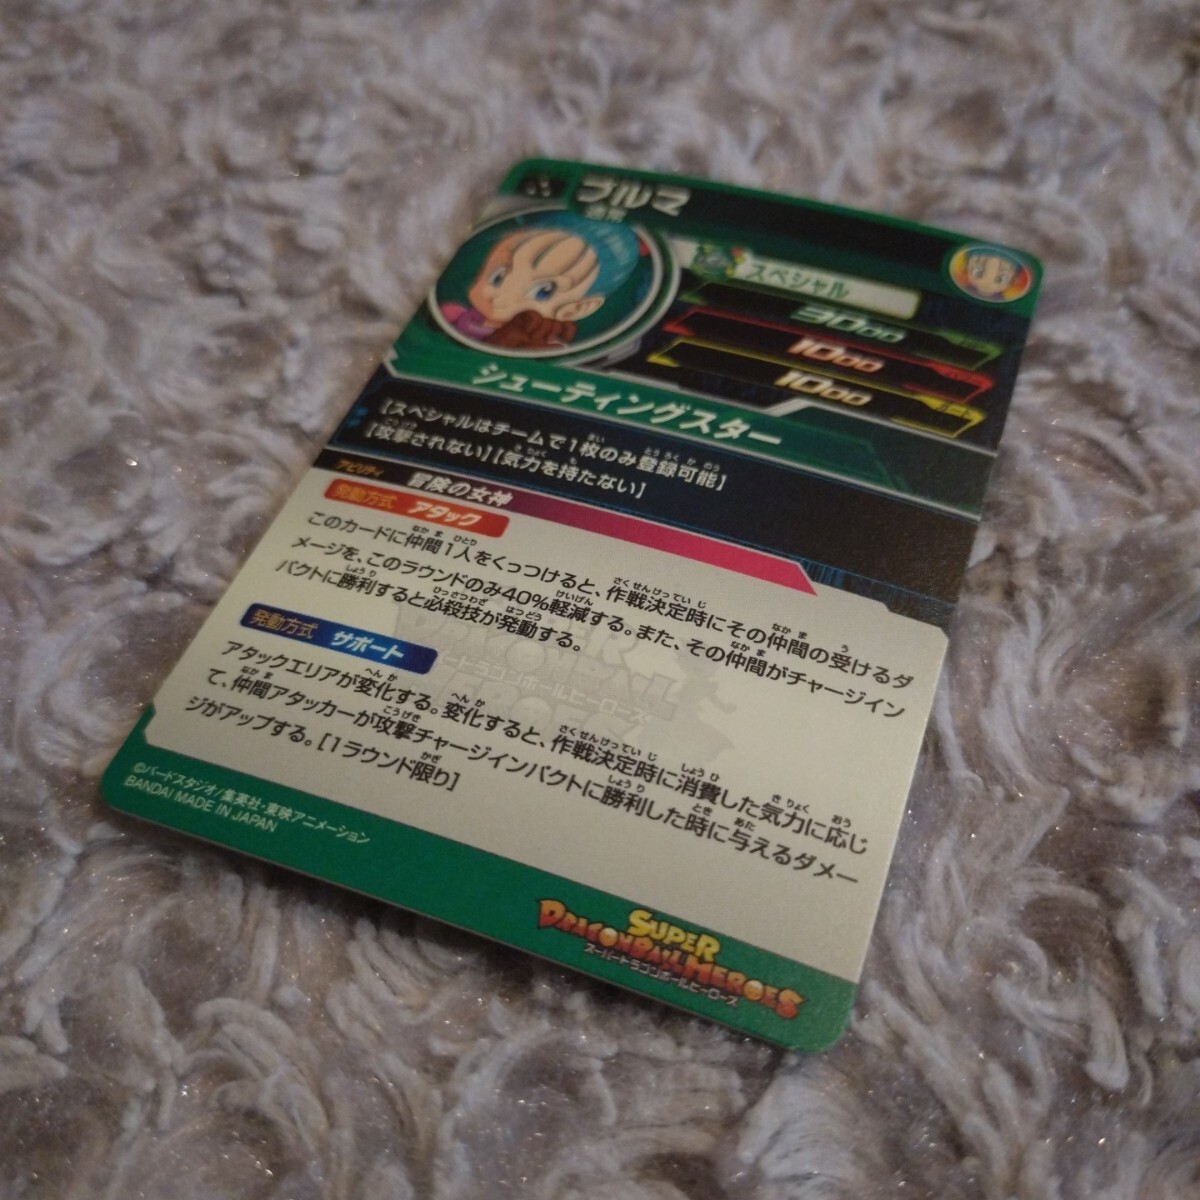 ブルマ
通常
スペシャル
3000
1000
1000
ガード
シューティングスター
[スペシャルはチームで1枚のみ登録可能]
[攻撃されない][気力を持たない]
アビリティ 冒険の女神
発動方式 アタック
このカードに仲間1人をくっつけると、作戦決定時にその仲間の受けるダ
メージを、このラウンドのみ40%軽減する。また、その仲間がチャージイン
パクトに勝利すると必殺技が発動する。
発動方式 サポート
アタックエリアが変化する。変化すると、作戦決定時に消費した気力に応じ
て、仲間アタッカーが攻撃チャージインパクトに勝利した時に与えるダメー
ジがアップする。[1ラウンド限り]
©バードスタジオ/集英社・東映アニメーション
BANDAI MADE IN JAPAN
SUPER
DRAGONBALL HEROES
スーパードラゴンボールヒーローズ